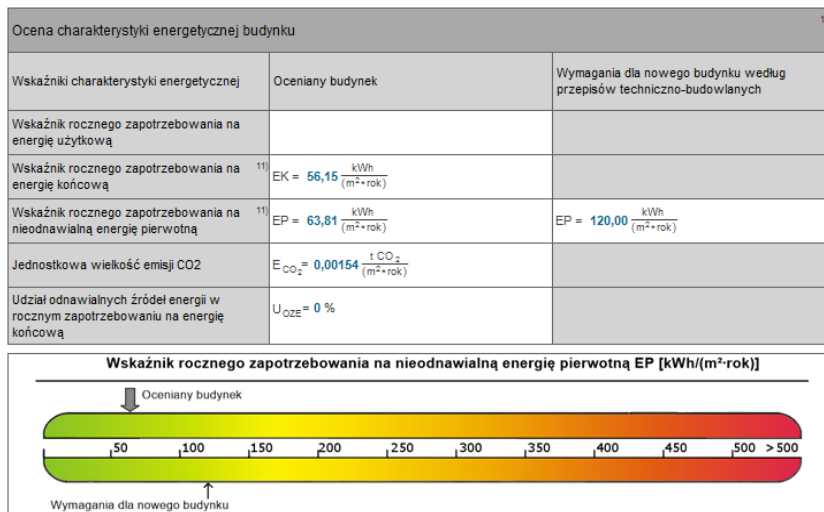 Ocena charakterystyki energetycznej budynku
Wskaźniki charakterystyki energetycznej
Oceniany budynek
Wymagania dla nowego budynku według
przepisów techniczno-budowlanych
Wskaźnik rocznego zapotrzebowania na
energię użytkową
Wskaźnik rocznego zapotrzebowania na 11)
energię końcową
EK = 56,15 kWh/(m²•rok)
Wskaźnik rocznego zapotrzebowania na 11)
nieodnawialną energię pierwotną
EP = 63,81 kWh/(m²•rok)
EP = 120,00 kWh/(m²•rok)
Jednostkowa wielkość emisji CO2
E CO₂= 0,00154 t CO₂/(m²•rok)
Udział odnawialnych źródeł energii w
rocznym zapotrzebowaniu na energię
końcową
U OZE= 0 %
Wskaźnik rocznego zapotrzebowania na nieodnawialną energię pierwotną EP [kWh/(m²·rok)]
Oceniany budynek
50 100 150 200 250 300 350 400 450 500 >500
Wymagania dla nowego budynku